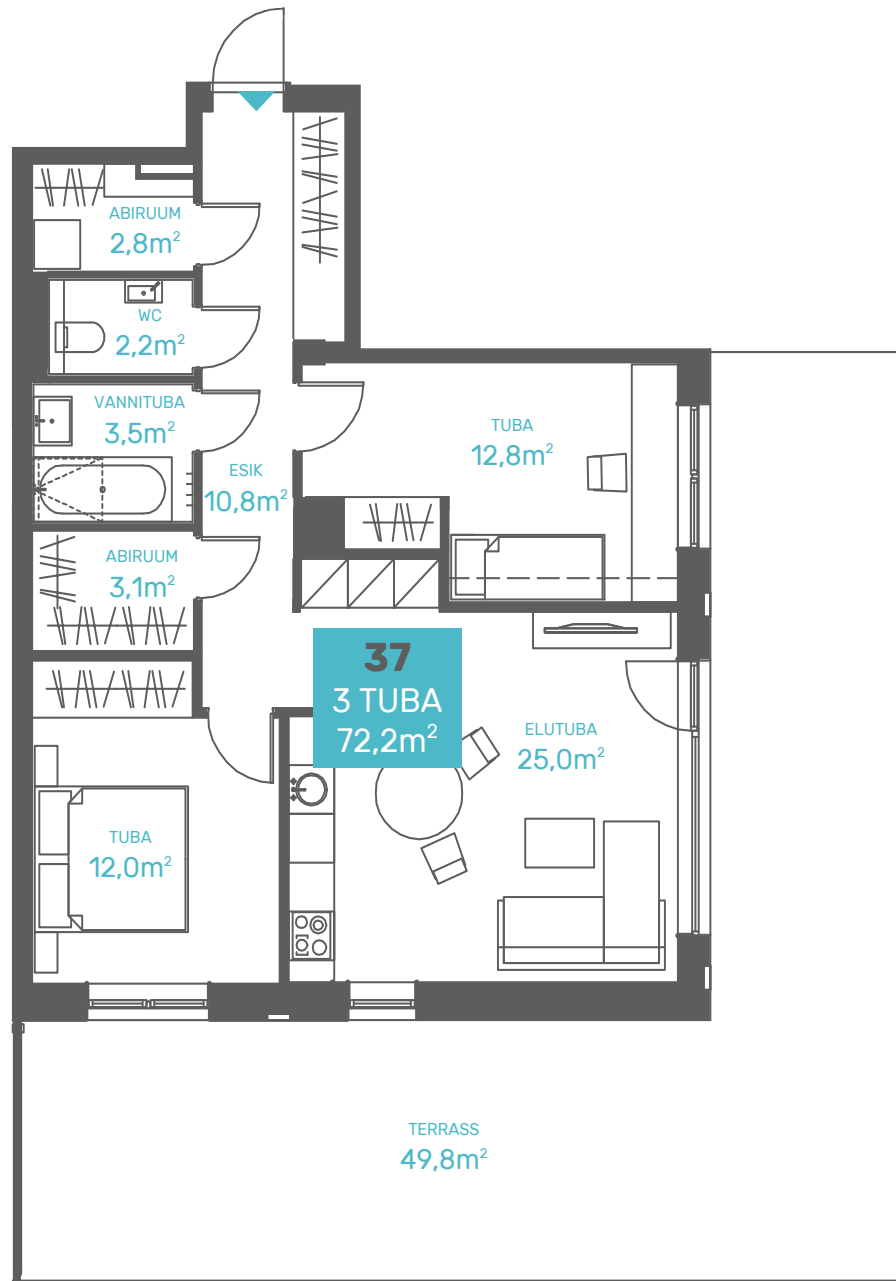 ABIRUUM
2,8m²
WC
2,2m²
VANNITUBA
3,5m²
ESIK
10,8m²
TUBA
12,8m²
ABIRUUM
3,1m²
37
3 TUBA
72,2m²
ELUTUBA
25,0m²
TUBA
12,0m²
TERRASS
49,8m²